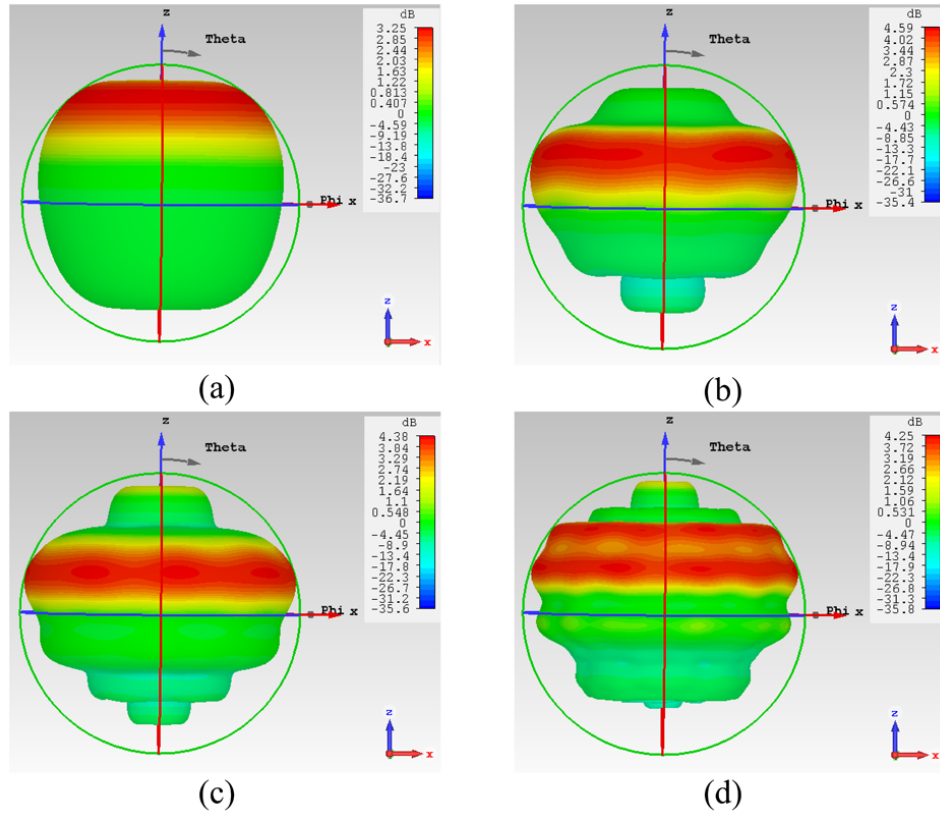 z
Theta
Phi x
z
x
dB
3.25
2.85
2.44
2.03
1.63
1.22
0.813
0.407
0
-4.59
-9.19
-13.8
-18.4
-23
-27.6
-32.2
-36.7
(a)
z
Theta
Phi x
z
x
dB
4.59
4.02
3.44
2.87
2.3
1.72
1.15
0.574
0
-4.43
-8.85
-13.3
-17.7
-22.1
-26.6
-31
-35.4
(b)
z
Theta
Phi x
z
x
dB
4.38
3.84
3.29
2.74
2.19
1.64
1.1
0.548
0
-4.45
-8.9
-13.4
-17.8
-22.3
-26.7
-31.2
-35.6
(c)
z
Theta
Phi x
z
x
dB
4.25
3.72
3.19
2.66
2.12
1.59
1.06
0.531
0
-4.47
-8.94
-13.4
-17.9
-22.3
-26.8
-31.3
-35.8
(d)